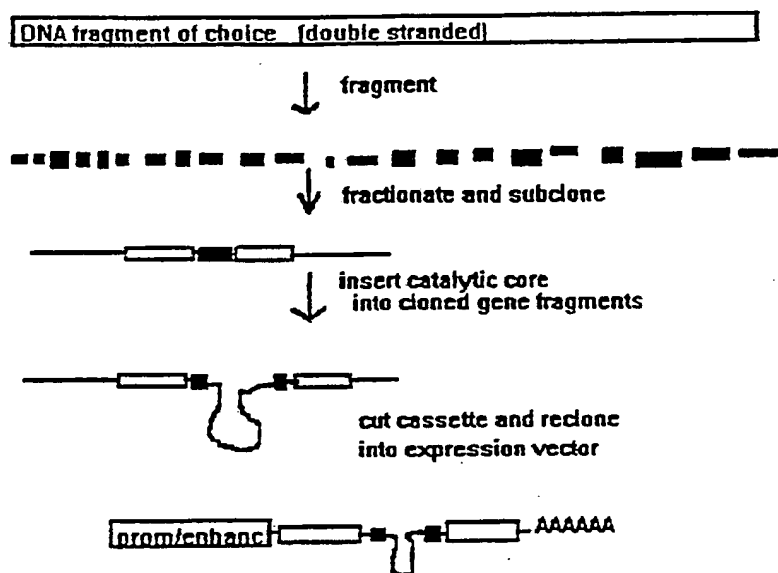 DNA fragment of choice (double stranded)
fragment
fractionate and subclone
insert catalytic core
into cloned gene fragments
cut cassette and reclone
into expression vector
prom/enhanc
AAAAAA